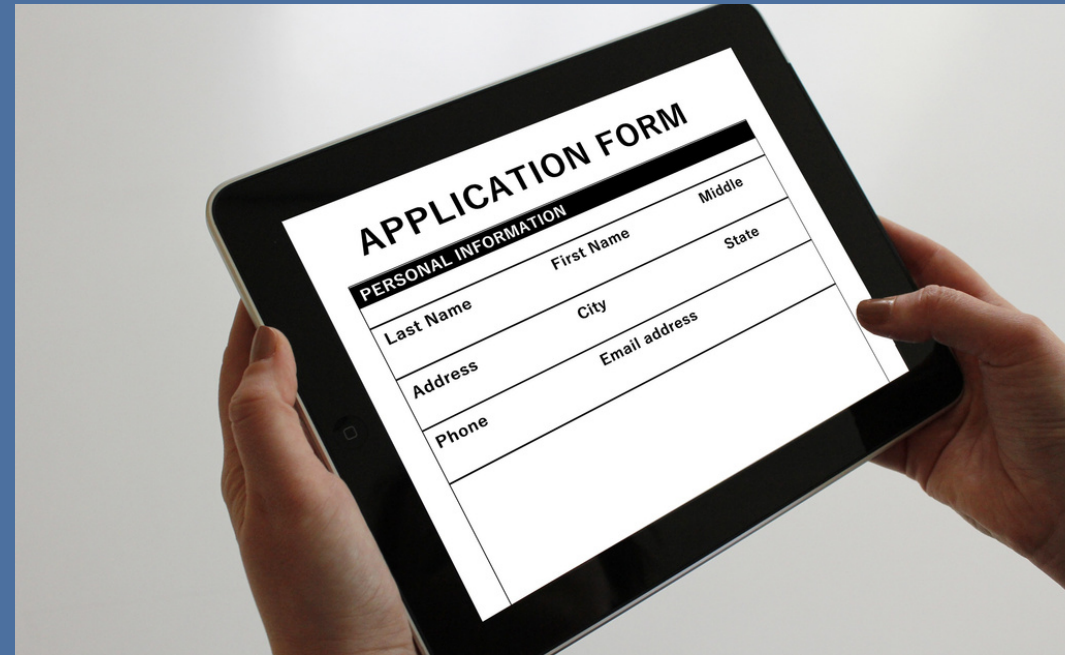 APPLICATION FORM
PERSONAL INFORMATION
Last Name First Name Middle
Address City State
Phone Email address